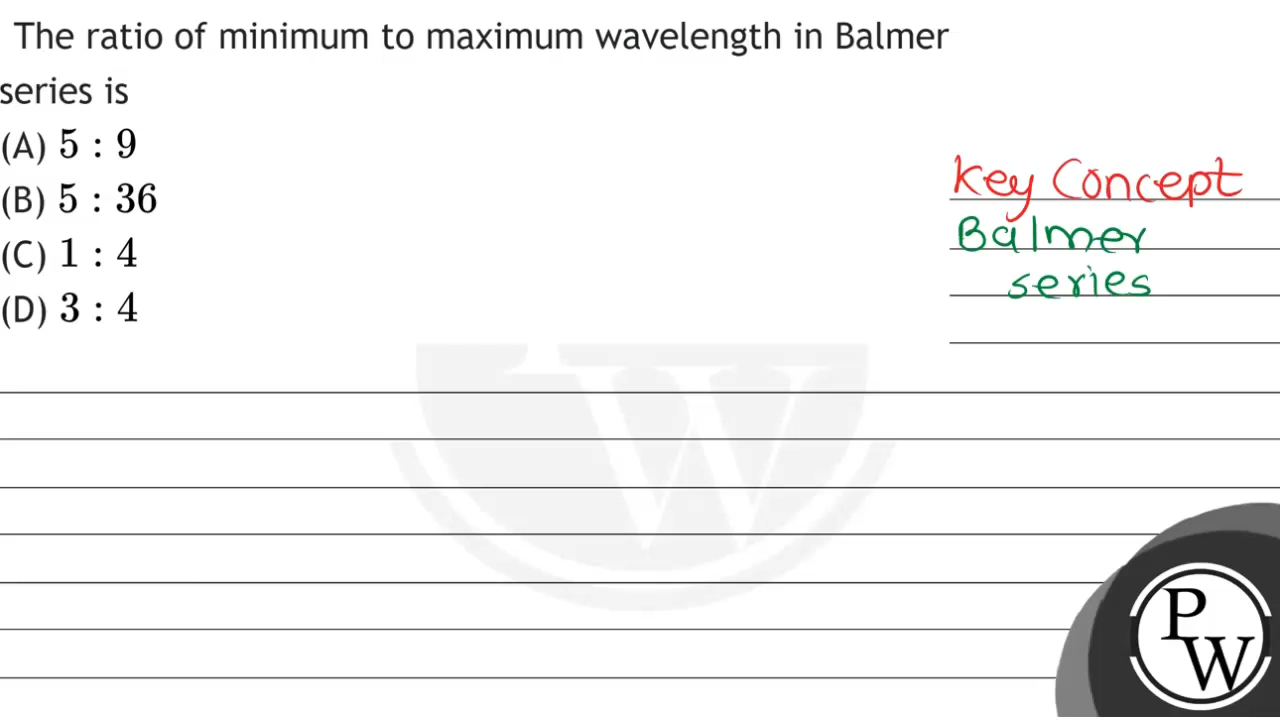 The ratio of minimum to maximum wavelength in Balmer
series is
(A) 5 : 9
(B) 5 : 36
(C) 1 : 4
(D) 3 : 4
Key Concept
Balmer
series
W
P
W